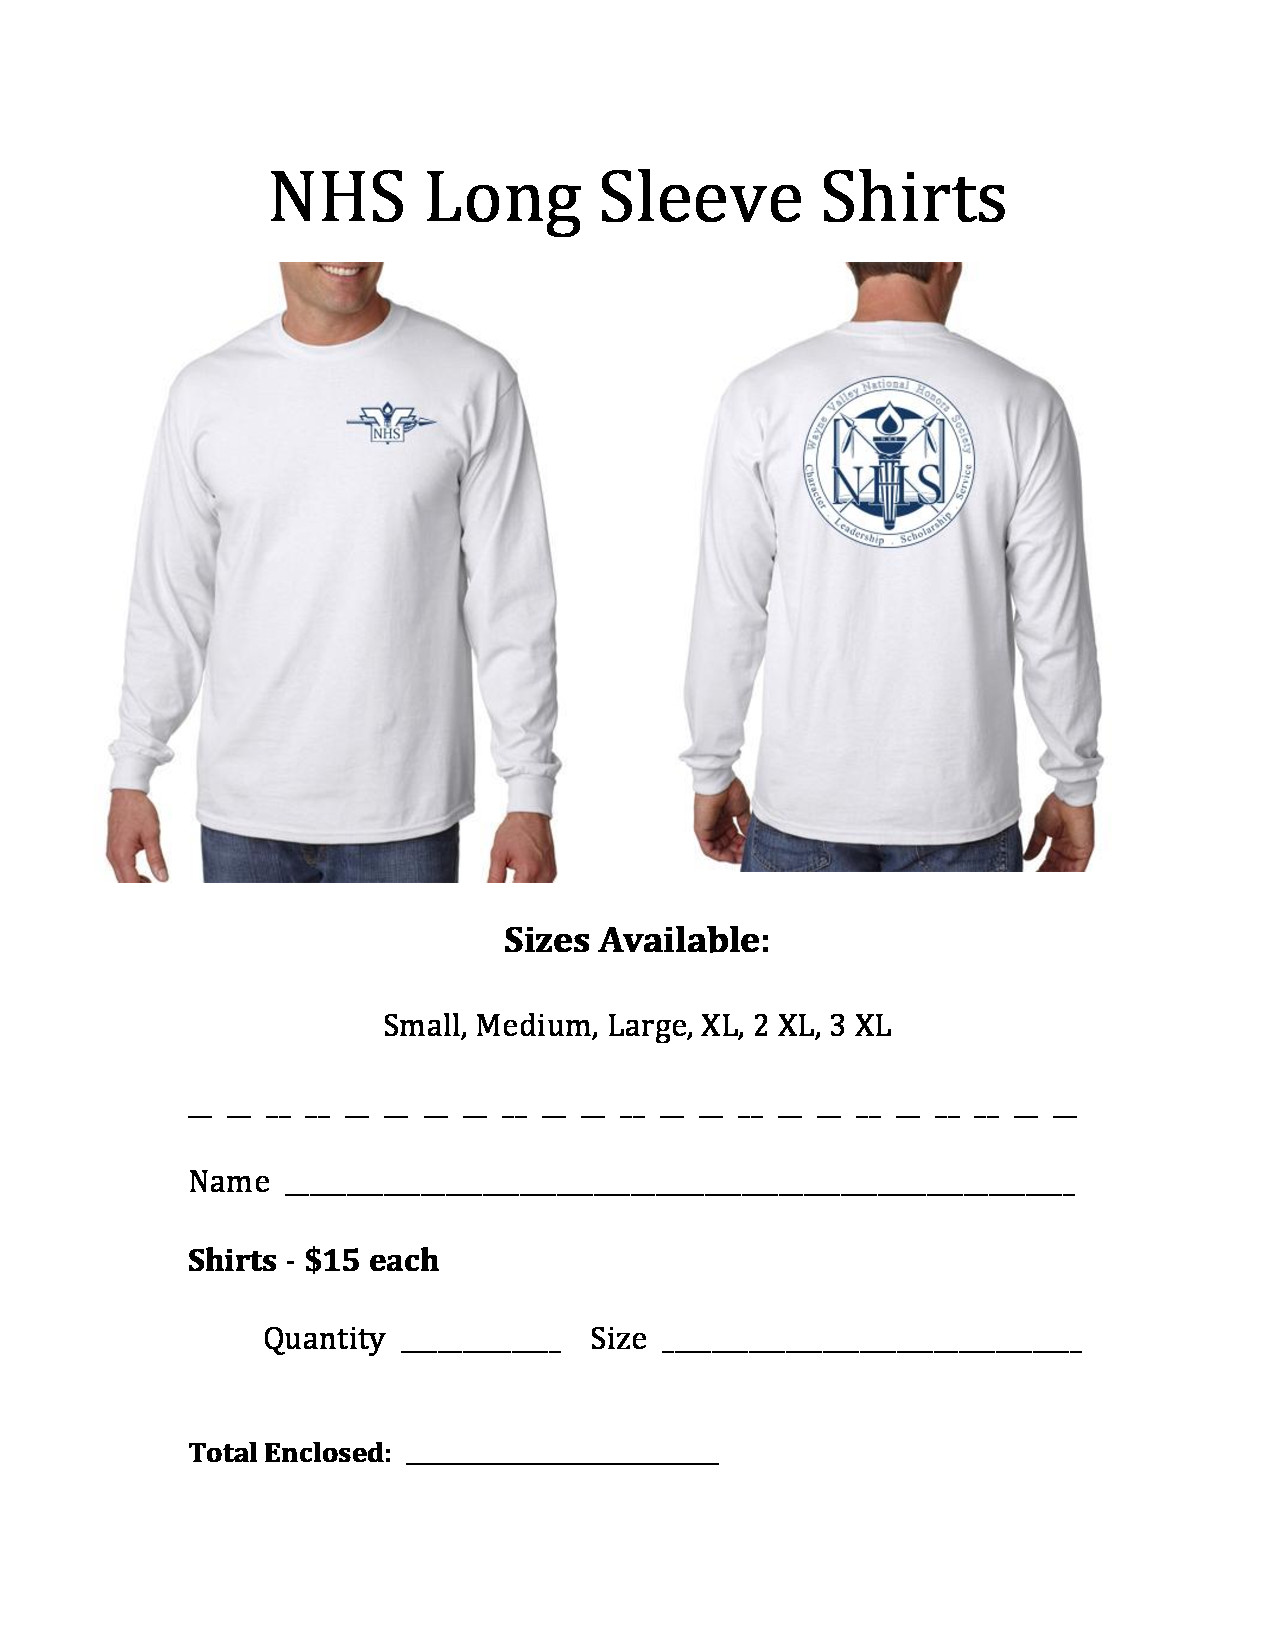 NHS Long Sleeve Shirts
NHS
Wayne Valley National Honors Society
NHS
Character . Leadership . Scholarship . Service
Sizes Available:
Small, Medium, Large, XL, 2 XL, 3 XL
Name
Shirts - $15 each
Quantity Size
Total Enclosed: